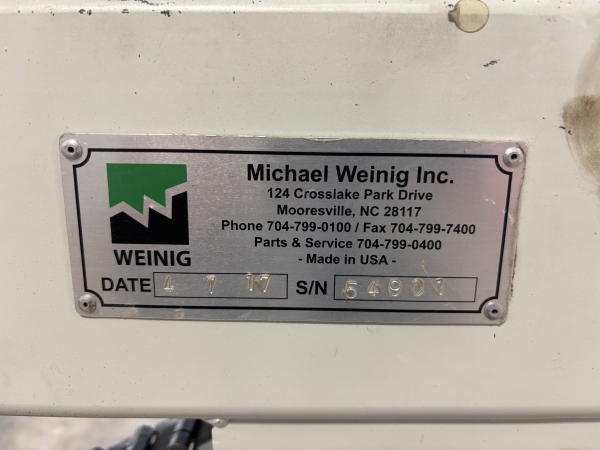 Michael Weinig Inc.
124 Crosslake Park Drive
Mooresville, NC 28117
Phone 704-799-0100 / Fax 704-799-7400
Parts & Service 704-799-0400
- Made in USA -
WEINIG
DATE 4 7 17 S/N 54901